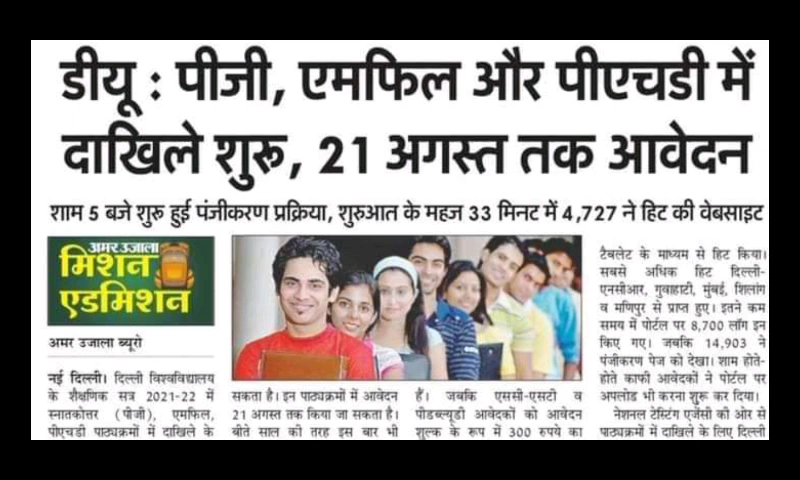 डीयू : पीजी, एमफिल और पीएचडी में
दाखिले शुरू, 21 अगस्त तक आवेदन
शाम 5 बजे शुरू हुई पंजीकरण प्रक्रिया, शुरुआत के महज 33 मिनट में 4,727 ने हिट की वेबसाइट
अमर उजाला
मिशन
एडमिशन
अमर उजाला ब्यूरो
नई दिल्ली। दिल्ली विश्वविद्यालय
के शैक्षणिक सत्र 2021-22 में
स्नातकोत्तर (पीजी), एमफिल,
पीएचडी पाठ्यक्रमों में दाखिले के
सकता है। इन पाठ्यक्रमों में आवेदन
21 अगस्त तक किया जा सकता है।
बीते साल को तरह इस बार भी
हैं। जबकि एससी-एसटी व
पीडब्ल्यूडी आवेदकों को आवेदन
शुल्क के रूप में 300 रुपये का
टैबलेट के माध्यम से हिट किया।
सबसे अधिक हिट दिल्ली-
एनसीआर, गुवाहाटी, मुंबई, शिलांग
व मणिपुर से प्राप्त हुए। इतने कम
समय में पोर्टल पर 8,700 लॉग इन
किए गए। जबकि 14,903 ने
पंजीकरण पेज को देखा। शाम होते-
होते काफी आवेदकों ने पोर्टल पर
अपलोड भी करना शुरू कर दिया।
नेशनल टेस्टिंग एजेंसी की ओर से
पाठ्यक्रमों में दाखिले के लिए दिल्ली